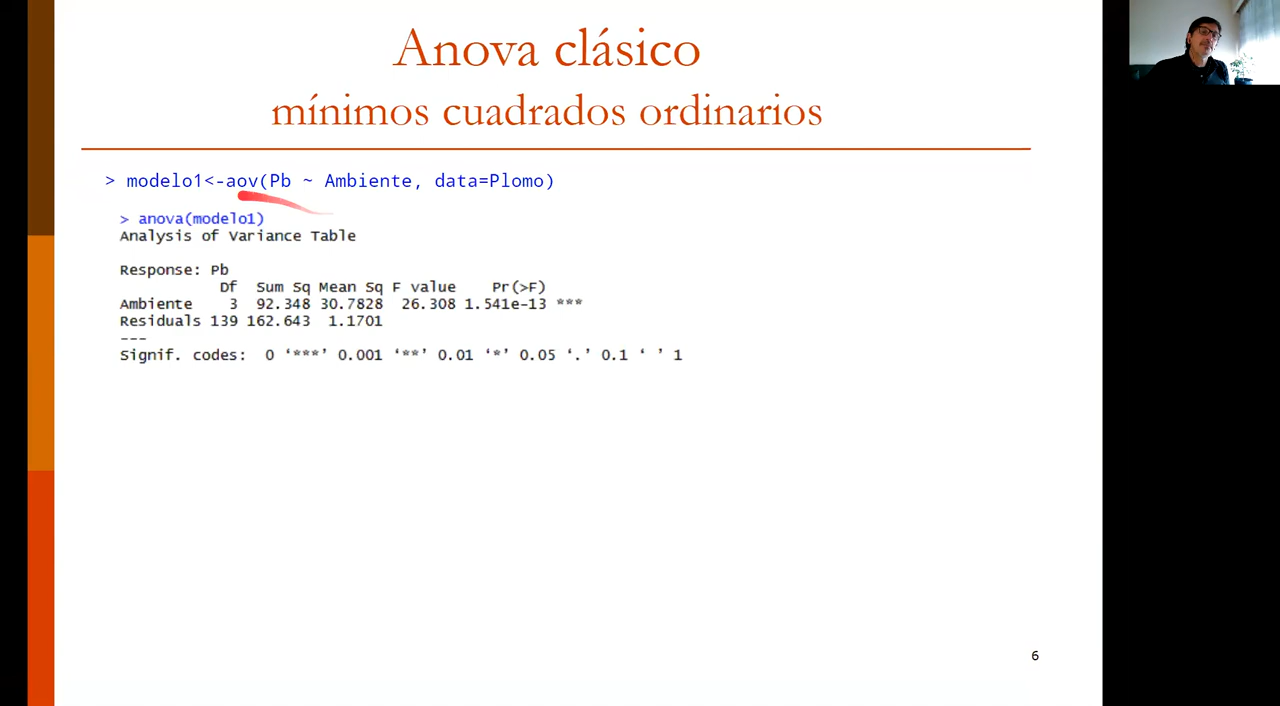 Anova clásico
mínimos cuadrados ordinarios
> modelo1<-aov(Pb ~ Ambiente, data=Plomo)
> anova(modelo1)
Analysis of Variance Table
Response: Pb
Df Sum Sq Mean Sq F value Pr(>F)
Ambiente 3 92.348 30.7828 26.308 1.541e-13 ***
Residuals 139 162.643 1.1701
---
Signif. codes: 0 ‘***’ 0.001 ‘**’ 0.01 ‘*’ 0.05 ‘.’ 0.1 ‘ ’ 1
6